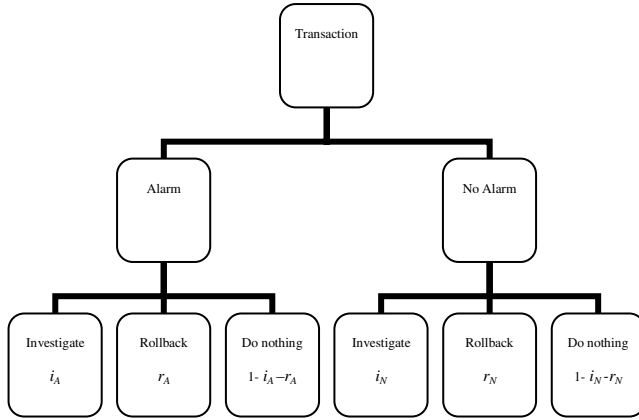 Transaction
Alarm
No Alarm
Investigate
i_A
Rollback
r_A
Do nothing
1- i_A–r_A
Investigate
i_N
Rollback
r_N
Do nothing
1- i_N-r_N